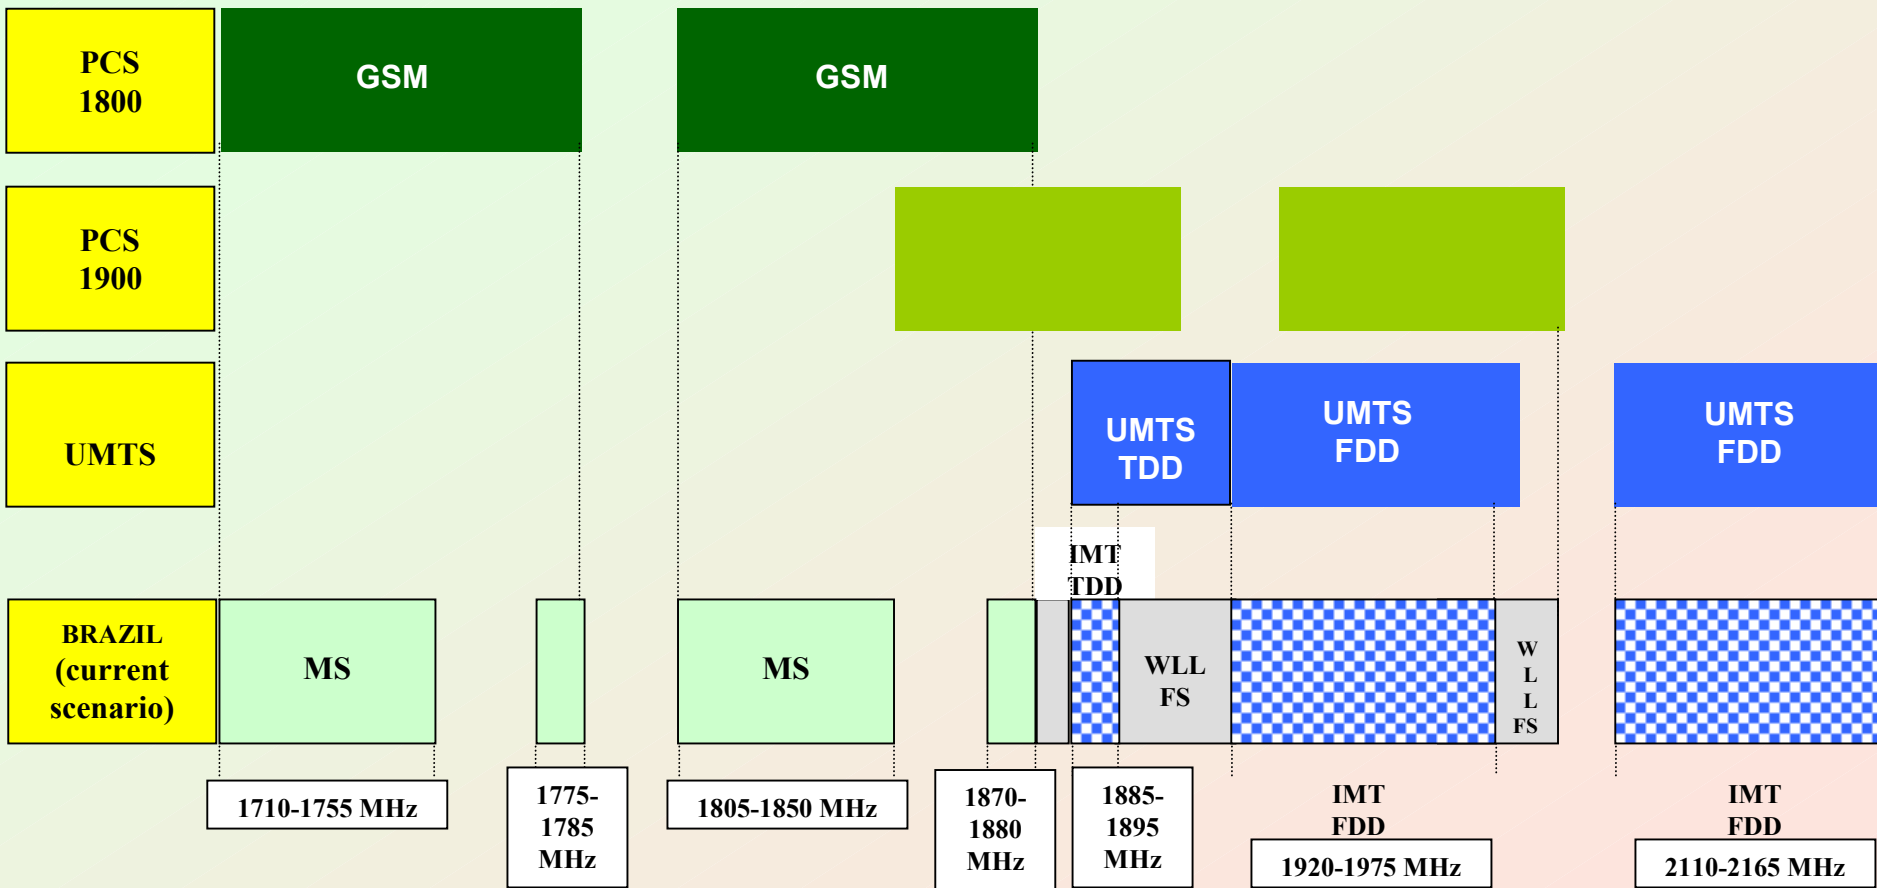 PCS
1800
GSM
GSM
PCS
1900
UMTS
UMTS
TDD
UMTS
FDD
UMTS
FDD
IMT
TDD
BRAZIL
(current
scenario)
MS
MS
WLL
FS
W
L
L
FS
1710-1755 MHz
1775-
1785
MHz
1805-1850 MHz
1870-
1880
MHz
1885-
1895
MHz
IMT
FDD
1920-1975 MHz
IMT
FDD
2110-2165 MHz